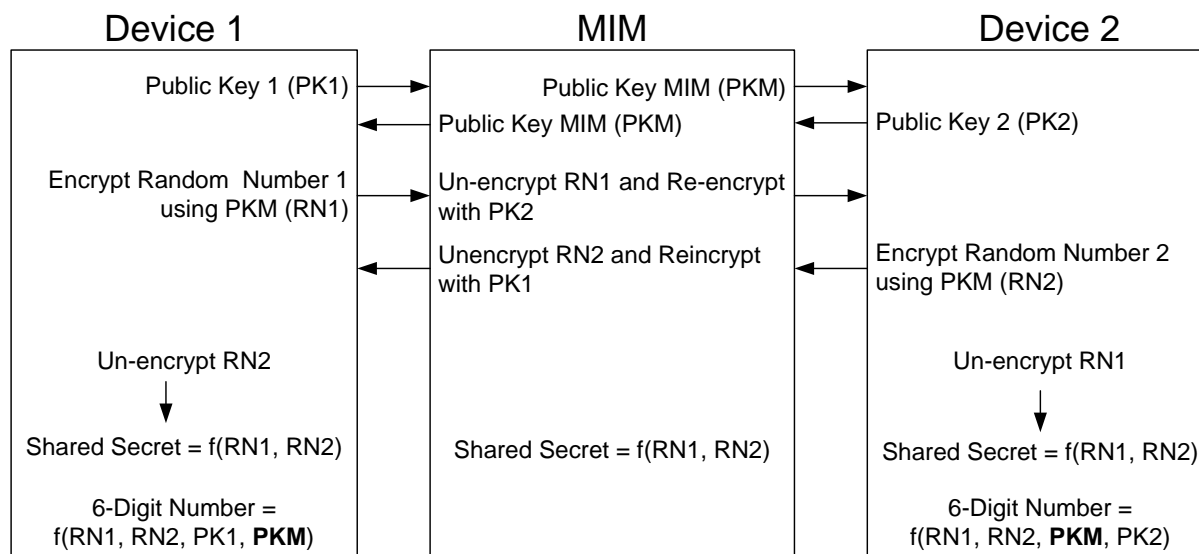 Device 1
MIM
Device 2
Public Key 1 (PK1)
Public Key MIM (PKM)
Public Key MIM (PKM)
Public Key 2 (PK2)
Encrypt Random Number 1
using PKM (RN1)
Un-encrypt RN1 and Re-encrypt
with PK2
Unencrypt RN2 and Reincrypt
with PK1
Encrypt Random Number 2
using PKM (RN2)
Un-encrypt RN2
Un-encrypt RN1
Shared Secret = f(RN1, RN2)
Shared Secret = f(RN1, RN2)
Shared Secret = f(RN1, RN2)
6-Digit Number =
f(RN1, RN2, PK1, PKM)
6-Digit Number =
f(RN1, RN2, PKM, PK2)